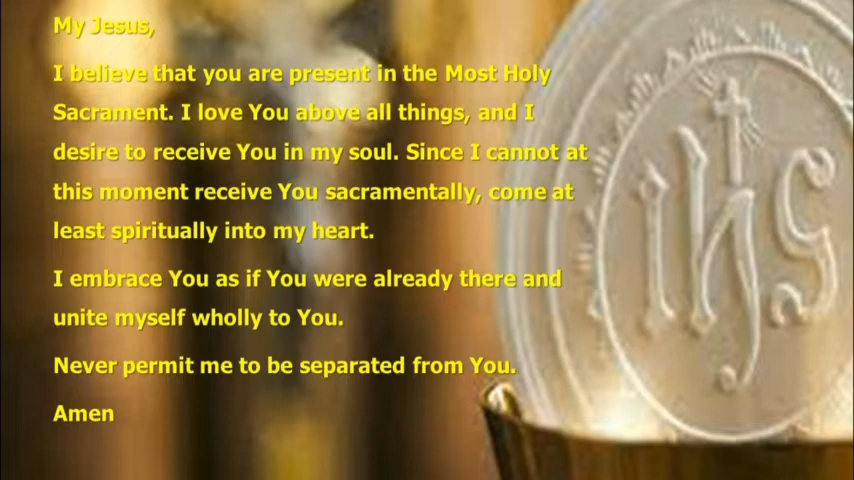 My Jesus,
I believe that you are present in the Most Holy
Sacrament. I love You above all things, and I
desire to receive You in my soul. Since I cannot at
this moment receive You sacramentally, come at
least spiritually into my heart.
I embrace You as if You were already there and
unite myself wholly to You.
Never permit me to be separated from You.
Amen
ihs